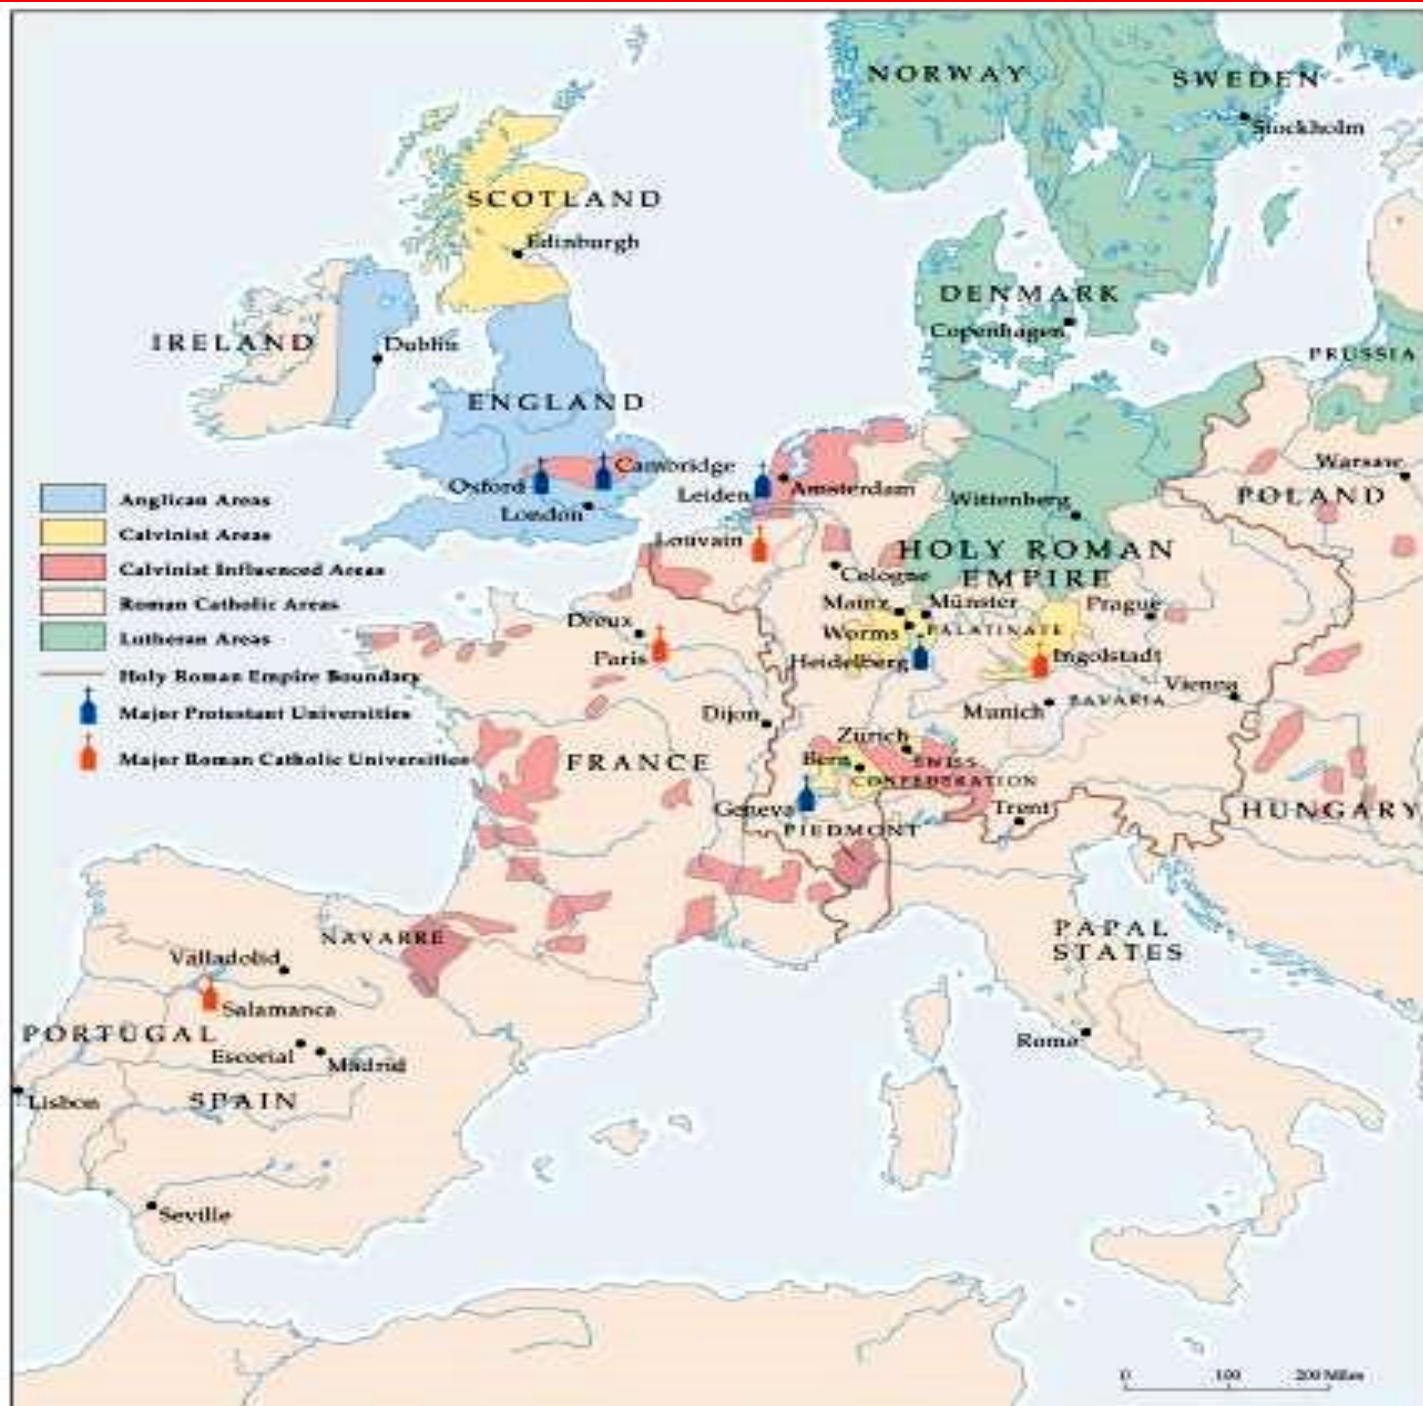 NORWAY
SWEDEN
Stockholm
SCOTLAND
Edinburgh
DENMARK
Copenhagen
IRELAND
Dublin
PRUSSIA
ENGLAND
Cambridge
Oxford
London
Leiden
Amsterdam
Warsaw
POLAND
Wittenberg
Louvain
HOLY ROMAN
EMPIRE
Cologne
Mainz
Münster
Prague
Worms
PALATINATE
Heidelberg
Ingolstadt
Dreux
Paris
Vienna
Munich
BAVARIA
Dijon
Zurich
Bern
SWISS
CONFEDERATION
FRANCE
Geneva
Trent
HUNGARY
PIEDMONT
Anglican Areas
Calvinist Areas
Calvinist Influenced Areas
Roman Catholic Areas
Lutheran Areas
Holy Roman Empire Boundary
Major Protestant Universities
Major Roman Catholic Universities
NAVARRE
PAPAL
STATES
Valladolid
Salamanca
PORTUGAL
Escorial
Madrid
Rome
Lisbon
SPAIN
Seville
0 100 200 Miles